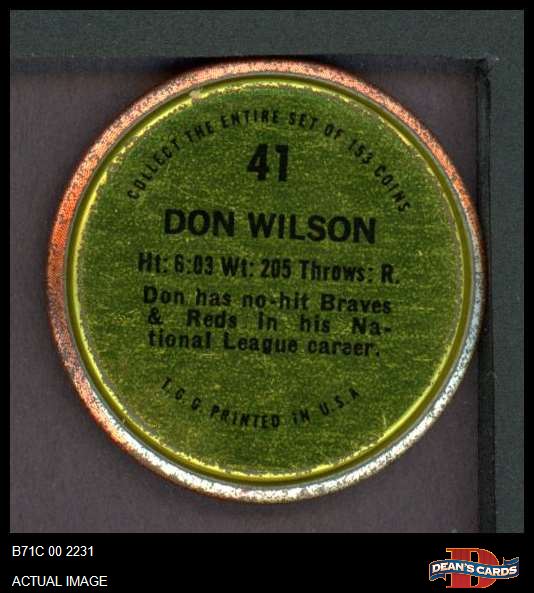 COLLECT THE ENTIRE SET OF 153 COINS
41
DON WILSON
Ht: 6:03 Wt: 205 Throws: R.
Don has no-hit Braves
& Reds in his Na-
tional League career.
T.C.G. PRINTED IN U.S.A
B71C 00 2231
ACTUAL IMAGE
DEAN'S CARDS